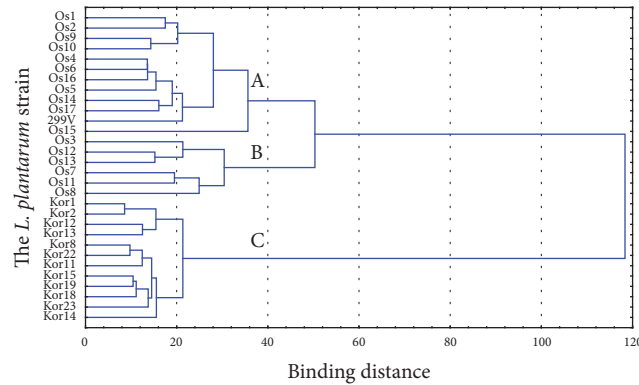 The L. plantarum strain
Os1
Os2
Os9
Os10
Os4
Os6
Os16
Os5
Os14
Os17
299V
Os15
Os3
Os12
Os13
Os7
Os11
Os8
Kor1
Kor2
Kor12
Kor13
Kor8
Kor22
Kor11
Kor15
Kor19
Kor18
Kor23
Kor14
A
B
C
0 20 40 60 80 100 120
Binding distance